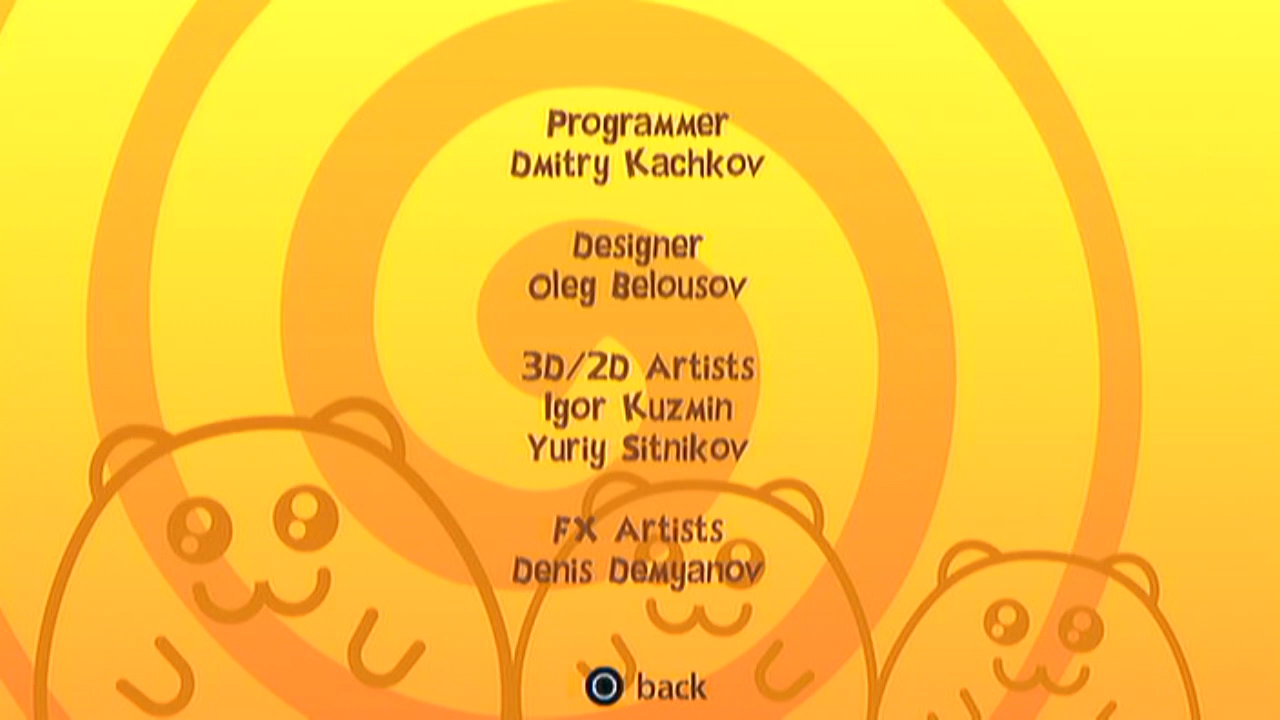 Programmer
Dmitry Kachkov
Designer
Oleg Belousov
3D/2D Artists
Igor Kuzmin
Yuriy Sitnikov
FX Artists
Denis Demyanov
back